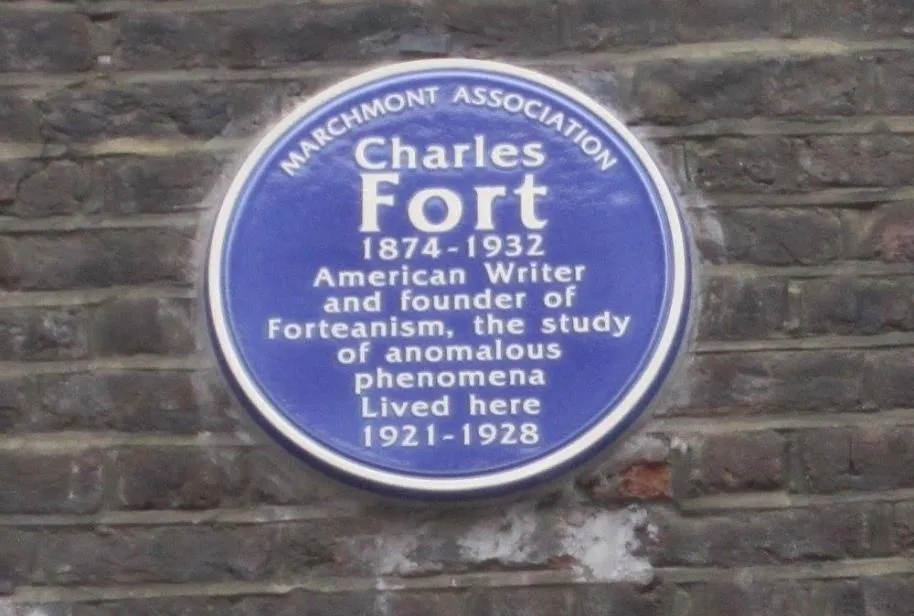 MARCHMONT ASSOCIATION
Charles
Fort
1874-1932
American Writer
and founder of
Forteanism, the study
of anomalous
phenomena
Lived here
1921-1928